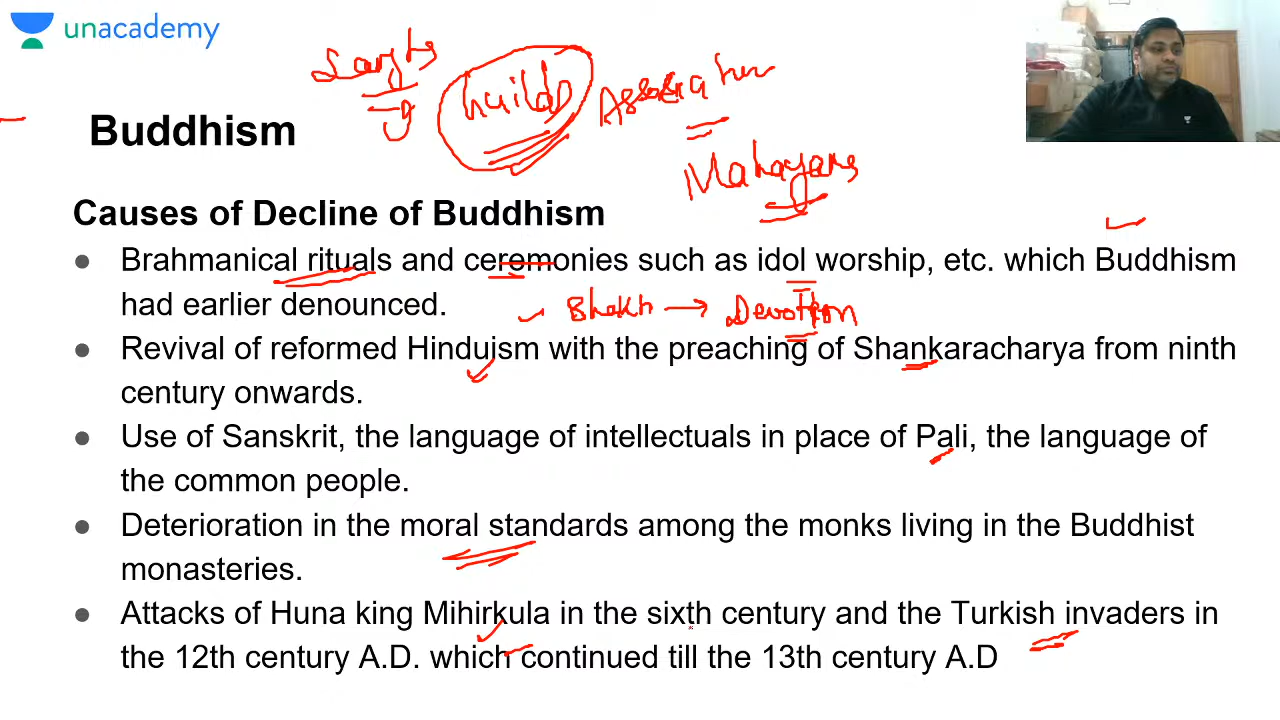 unacademy
Sangha
Guilds Association
Mahayana
Buddhism
Causes of Decline of Buddhism
● Brahmanical rituals and ceremonies such as idol worship, etc. which Buddhism
had earlier denounced.
Bhakti → Devotion
● Revival of reformed Hinduism with the preaching of Shankaracharya from ninth
century onwards.
● Use of Sanskrit, the language of intellectuals in place of Pali, the language of
the common people.
● Deterioration in the moral standards among the monks living in the Buddhist
monasteries.
● Attacks of Huna king Mihirkula in the sixth century and the Turkish invaders in
the 12th century A.D. which continued till the 13th century A.D